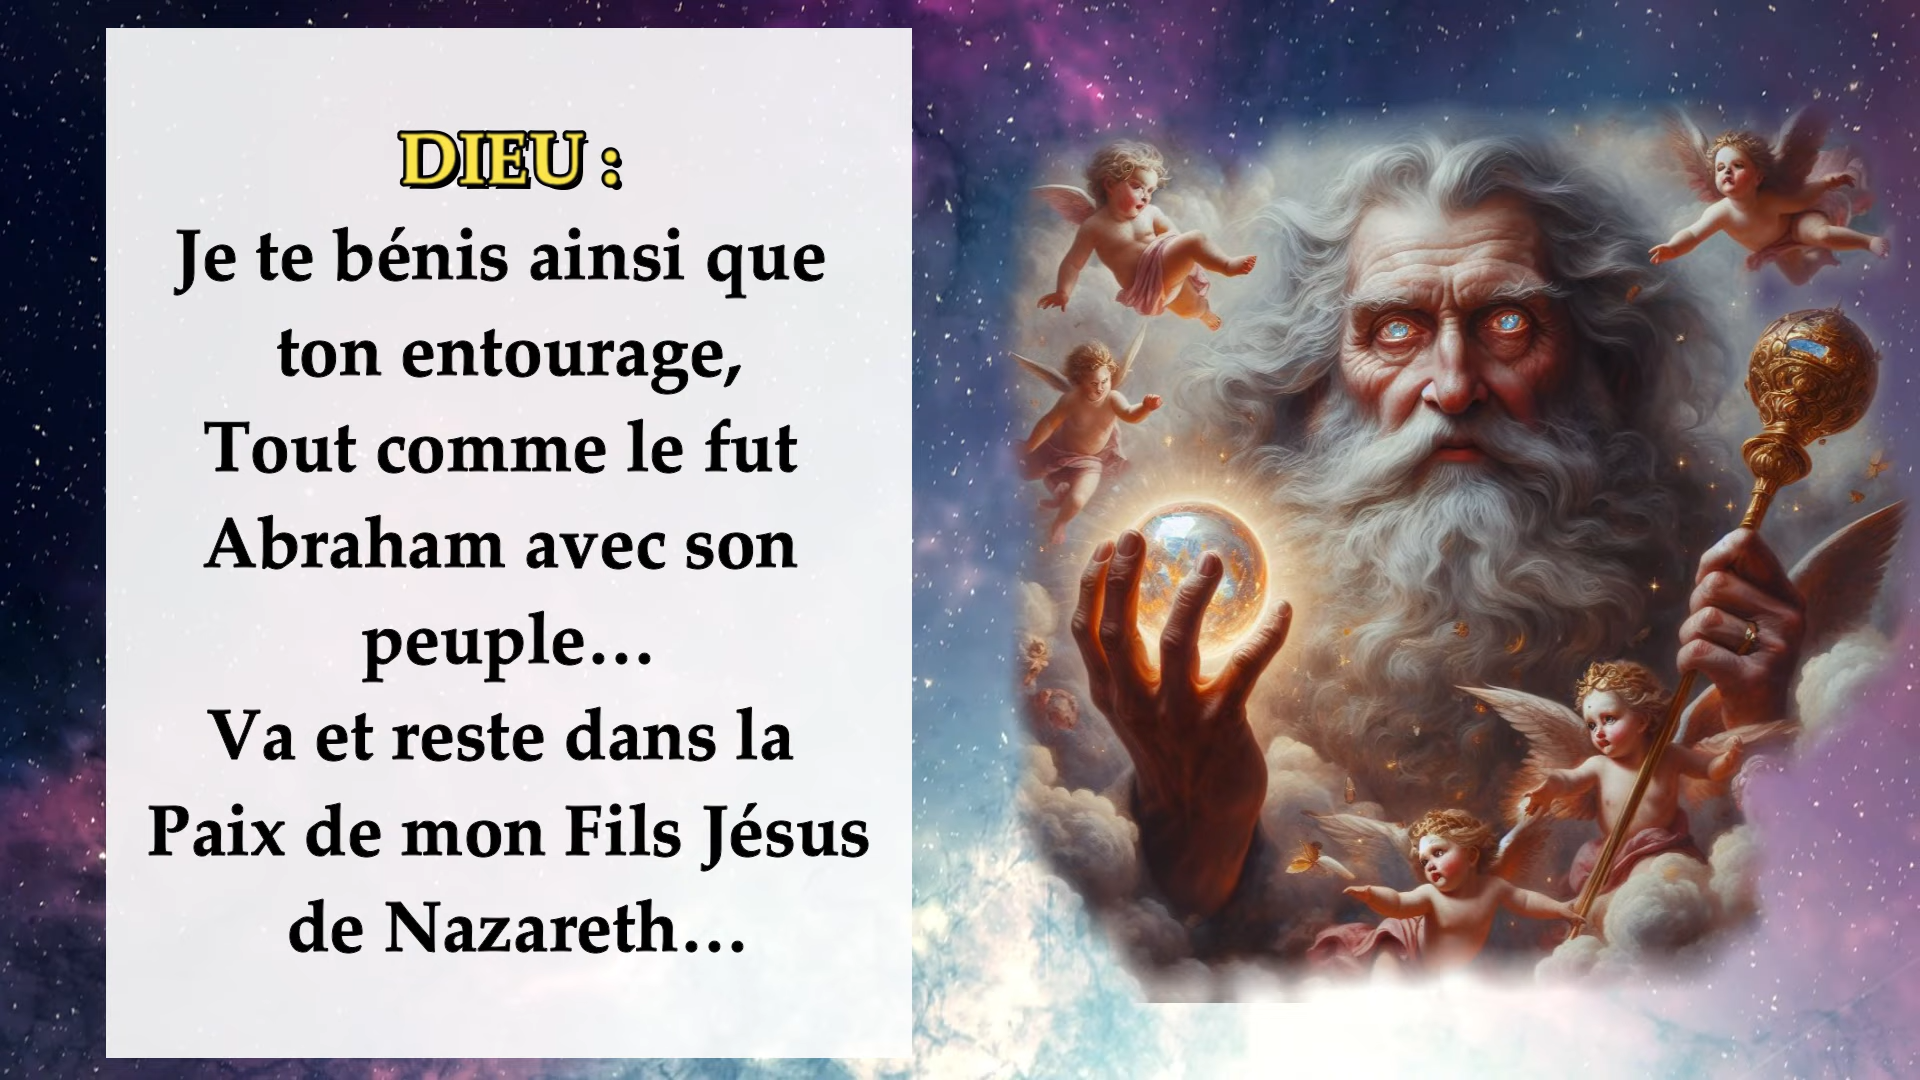 DIEU :
Je te bénis ainsi que
ton entourage,
Tout comme le fut
Abraham avec son
peuple…
Va et reste dans la
Paix de mon Fils Jésus
de Nazareth…